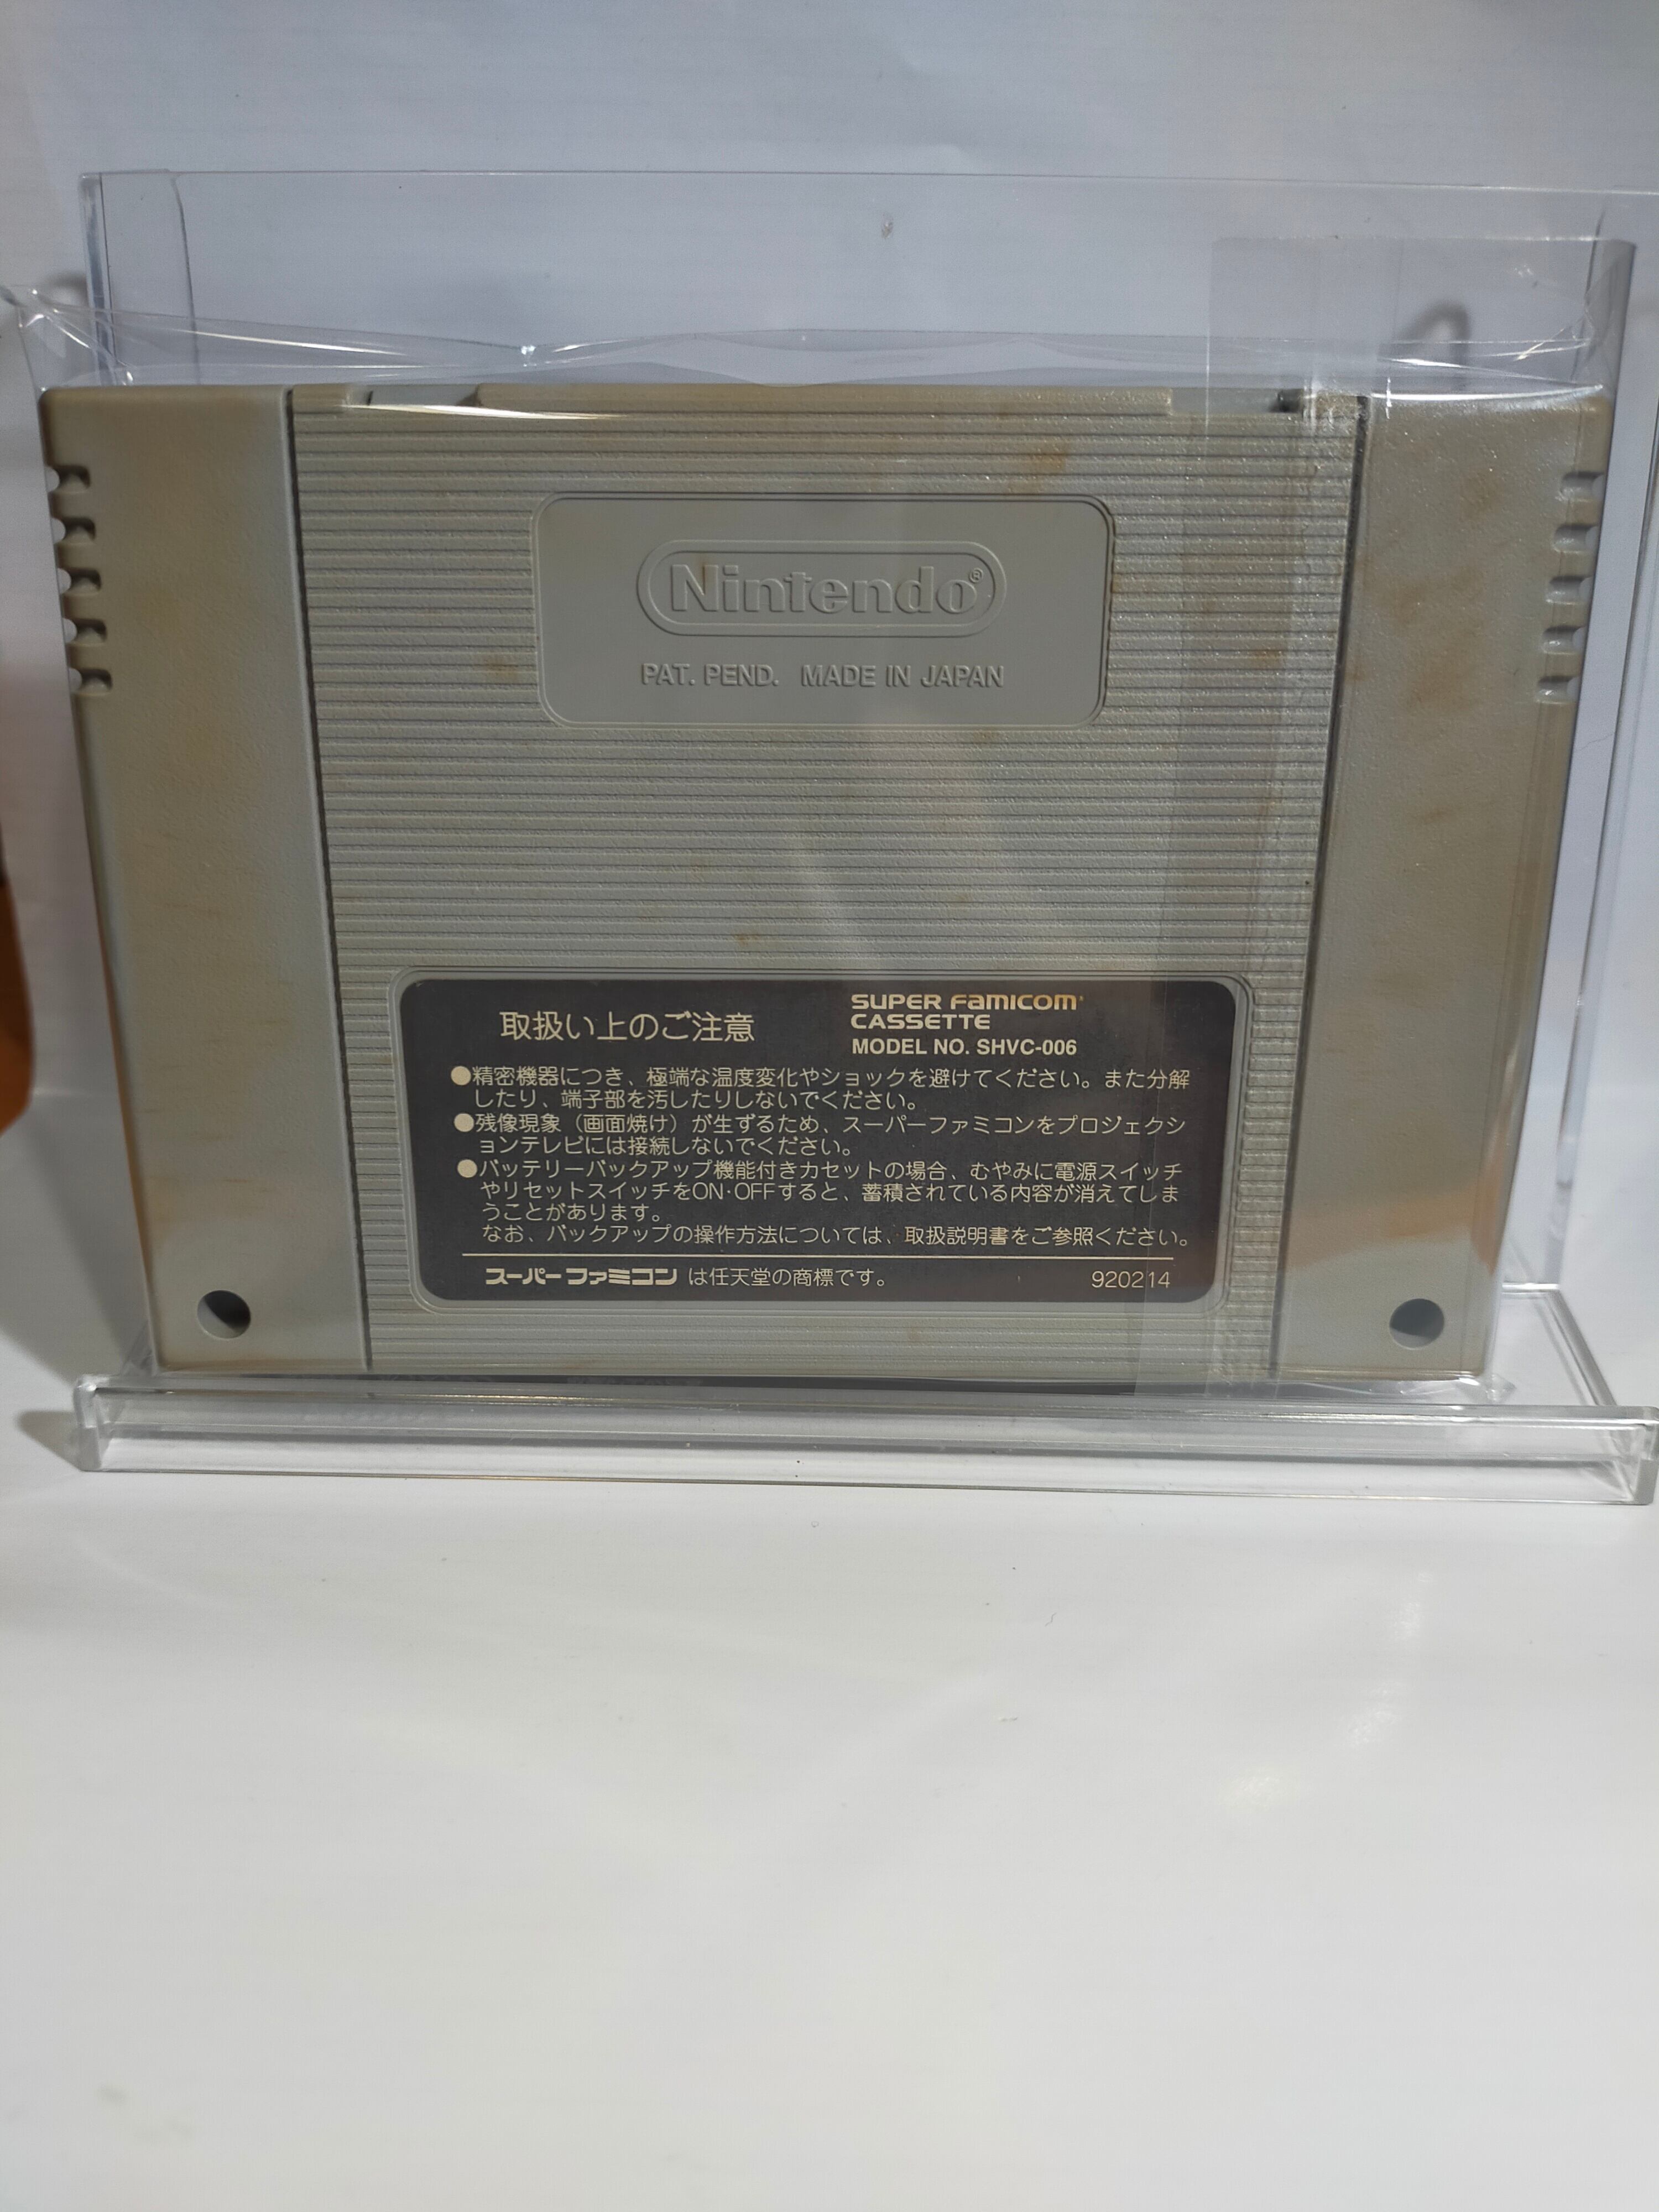 Nintendo®
PAT. PEND. MADE IN JAPAN
取扱い上のご注意
SUPER FAMICOM
CASSETTE
MODEL NO. SHVC-006
●精密機器につき、極端な温度変化やショックを避けてください。また分解
したり、端子部を汚したりしないでください。
●残像現象（画面焼け）が生ずるため、スーパーファミコンをプロジェクシ
ョンテレビには接続しないでください。
●バッテリーバックアップ機能付きカセットの場合、むやみに電源スイッチ
やリセットスイッチをON·OFFすると、蓄積されている内容が消えてしま
うことがあります。
なお、バックアップの操作方法については、取扱説明書をご参照ください。
スーパーファミコン は任天堂の商標です。 920214